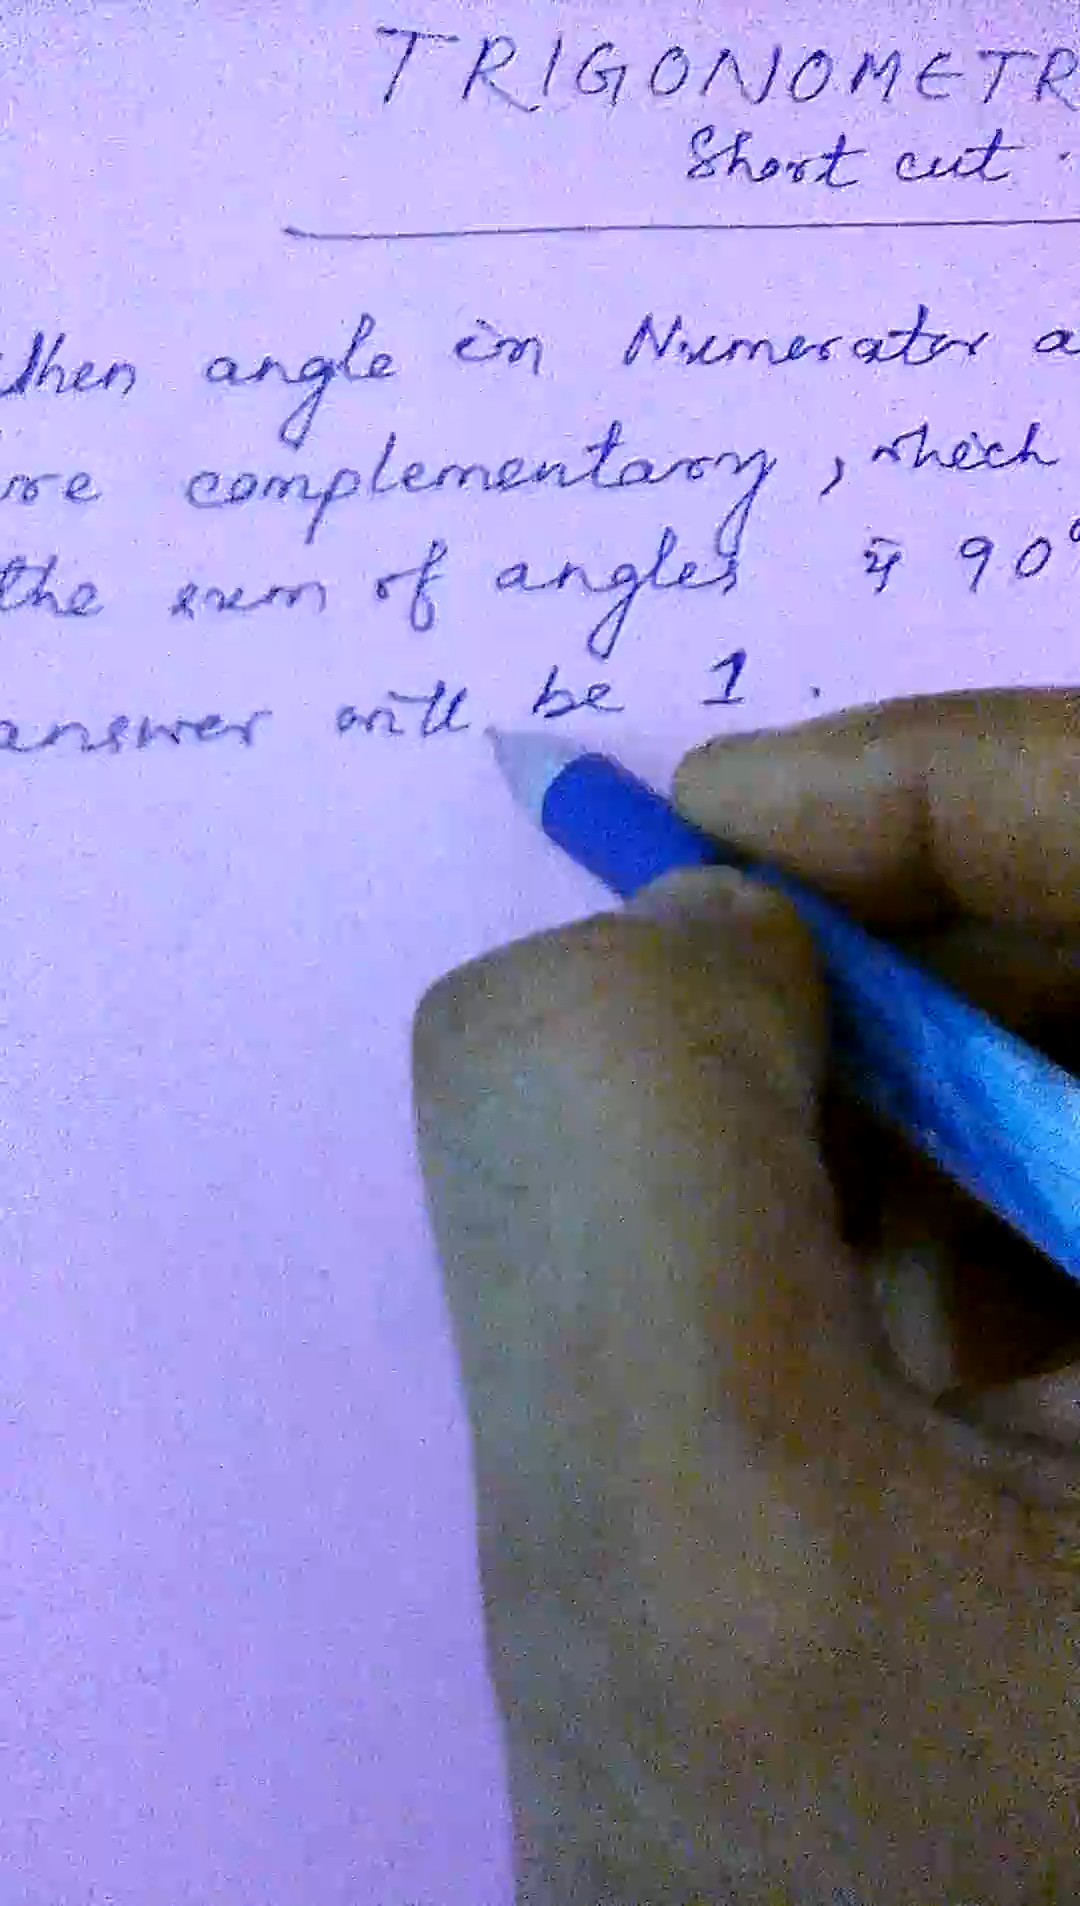 TRIGONOMETR
Short cut
When angle in Numerator a
are complementary, which
the sum of angles is 90°
answer will be 1.